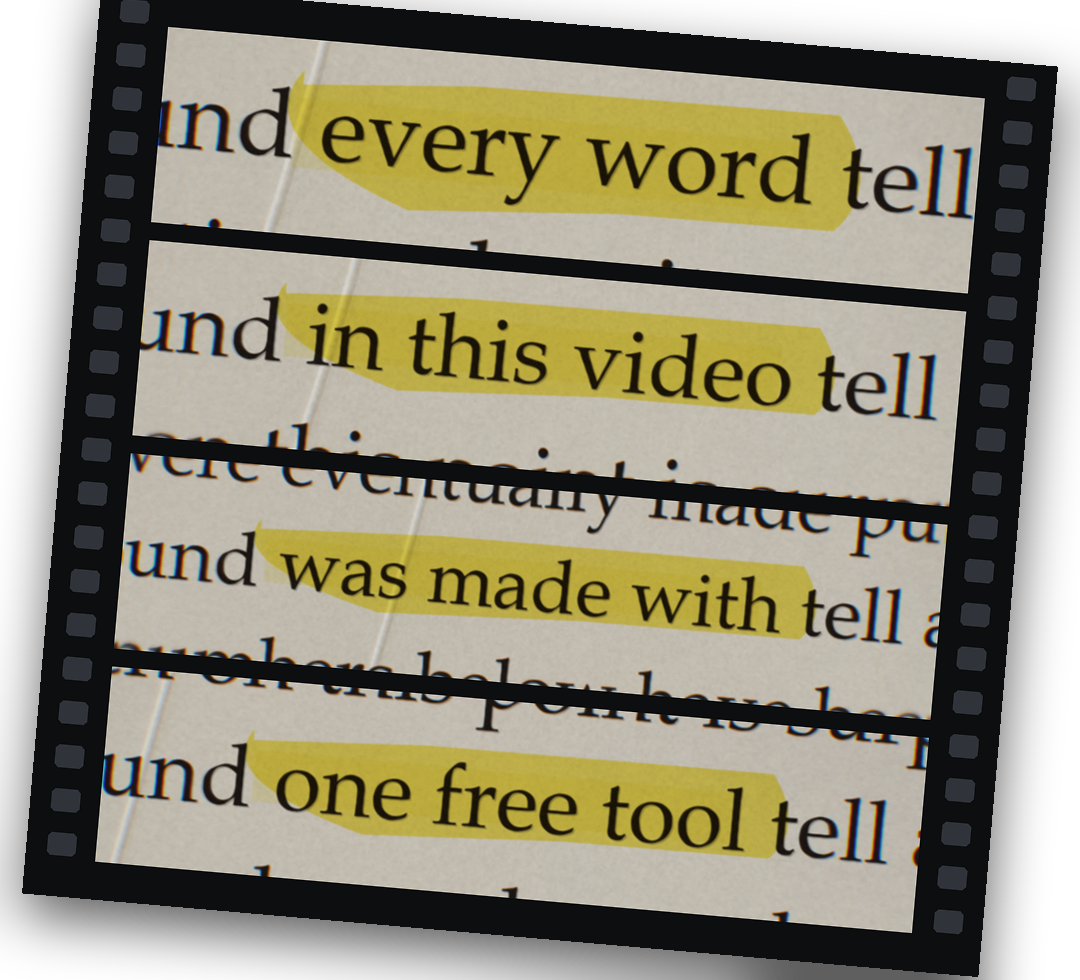 und every word tell
und in this video tell
und was made with tell
und one free tool tell